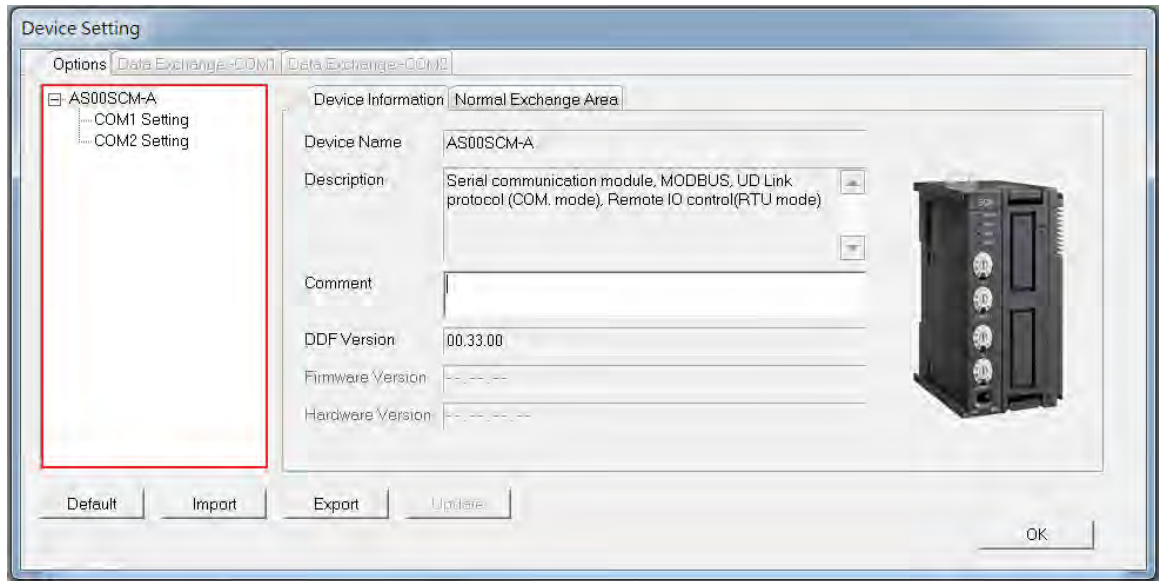 Device Setting
Options Data Exchange-COM1 Data Exchange-COM2
AS00SCM-A
COM1 Setting
COM2 Setting
Device Information Normal Exchange Area
Device Name AS00SCM-A
Description Serial communication module, MODBUS, UD Link
protocol (COM. mode), Remote IO control(RTU mode)
Comment
DDF Version 00.33.00
Firmware Version --.--.--
Hardware Version --.--.--.--
Default Import Export Update
OK